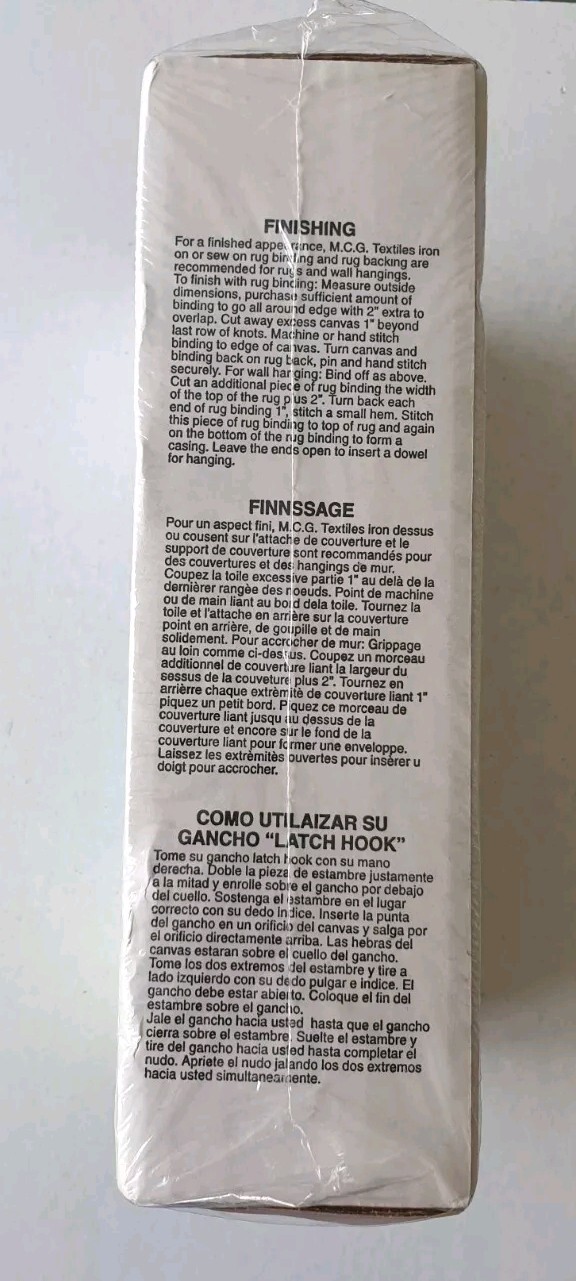 FINISHING
For a finished appearance, M.C.G. Textiles iron
on or sew on rug binding and rug backing are
recommended for rugs and wall hangings.
To finish with rug binding: Measure outside
dimensions, purchase sufficient amount of
binding to go all around edge with 2" extra to
overlap. Cut away excess canvas 1" beyond
last row of knots. Machine or hand stitch
binding to edge of canvas. Turn canvas and
binding back on rug back, pin and hand stitch
securely. For wall hanging: Bind off as above.
Cut an additional piece of rug binding the width
of the top of the rug plus 2". Turn back each
end of rug binding 1", stitch a small hem. Stitch
this piece of rug binding to top of rug and again
on the bottom of the rug binding to form a
casing. Leave the ends open to insert a dowel
for hanging.
FINNSSAGE
Pour un aspect fini, M.C.G. Textiles iron dessus
ou cousent sur l'attache de couverture et le
support de couverture sont recommandés pour
des couvertures et des hangings de mur.
Coupez la toile excessive partie 1" au delà de la
dernièrer rangèe des noeuds. Point de machine
ou de main liant au bord dela toile. Tournez la
toile et l'attache en arrière sur la couverture
point en arrière, de goupille et de main
solidement. Pour accrocher de mur: Grippage
au loin comme ci-dessus. Coupez un morceau
additionnel de couverture liant la largeur du
sessus de la couveture plus 2". Tournez en
arrièrre chaque extrèmitè de couverture liant 1"
piquez un petit bord. Piquez ce morceau de
couverture liant jusqu au dessus de la
couverture et encore sur le fond de la
couverture liant pour former une enveloppe.
Laissez les extrèmitès ouvertes pour insèrer u
doigt pour accrocher.
COMO UTILAIZAR SU
GANCHO "LATCH HOOK"
Tome su gancho latch hook con su mano
derecha. Doble la pieza de estambre justamente
a la mitad y enrolle sobre el gancho por debajo
del cuello. Sostenga el estambre en el lugar
correcto con su dedo indice. Inserte la punta
del gancho en un orificio del canvas y salga por
el orificio directamente arriba. Las hebras del
canvas estaran sobre el cuello del gancho.
Tome los dos extremos del estambre y tire a
lado izquierdo con su dedo pulgar e indice. El
gancho debe estar abierto. Coloque el fin del
estambre sobre el gancho.
Jale el gancho hacia usted hasta que el gancho
cierra sobre el estambre. Suelte el estambre y
tire del gancho hacia usted hasta completar el
nudo. Apriete el nudo jalando los dos extremos
hacia usted simultaneamente.